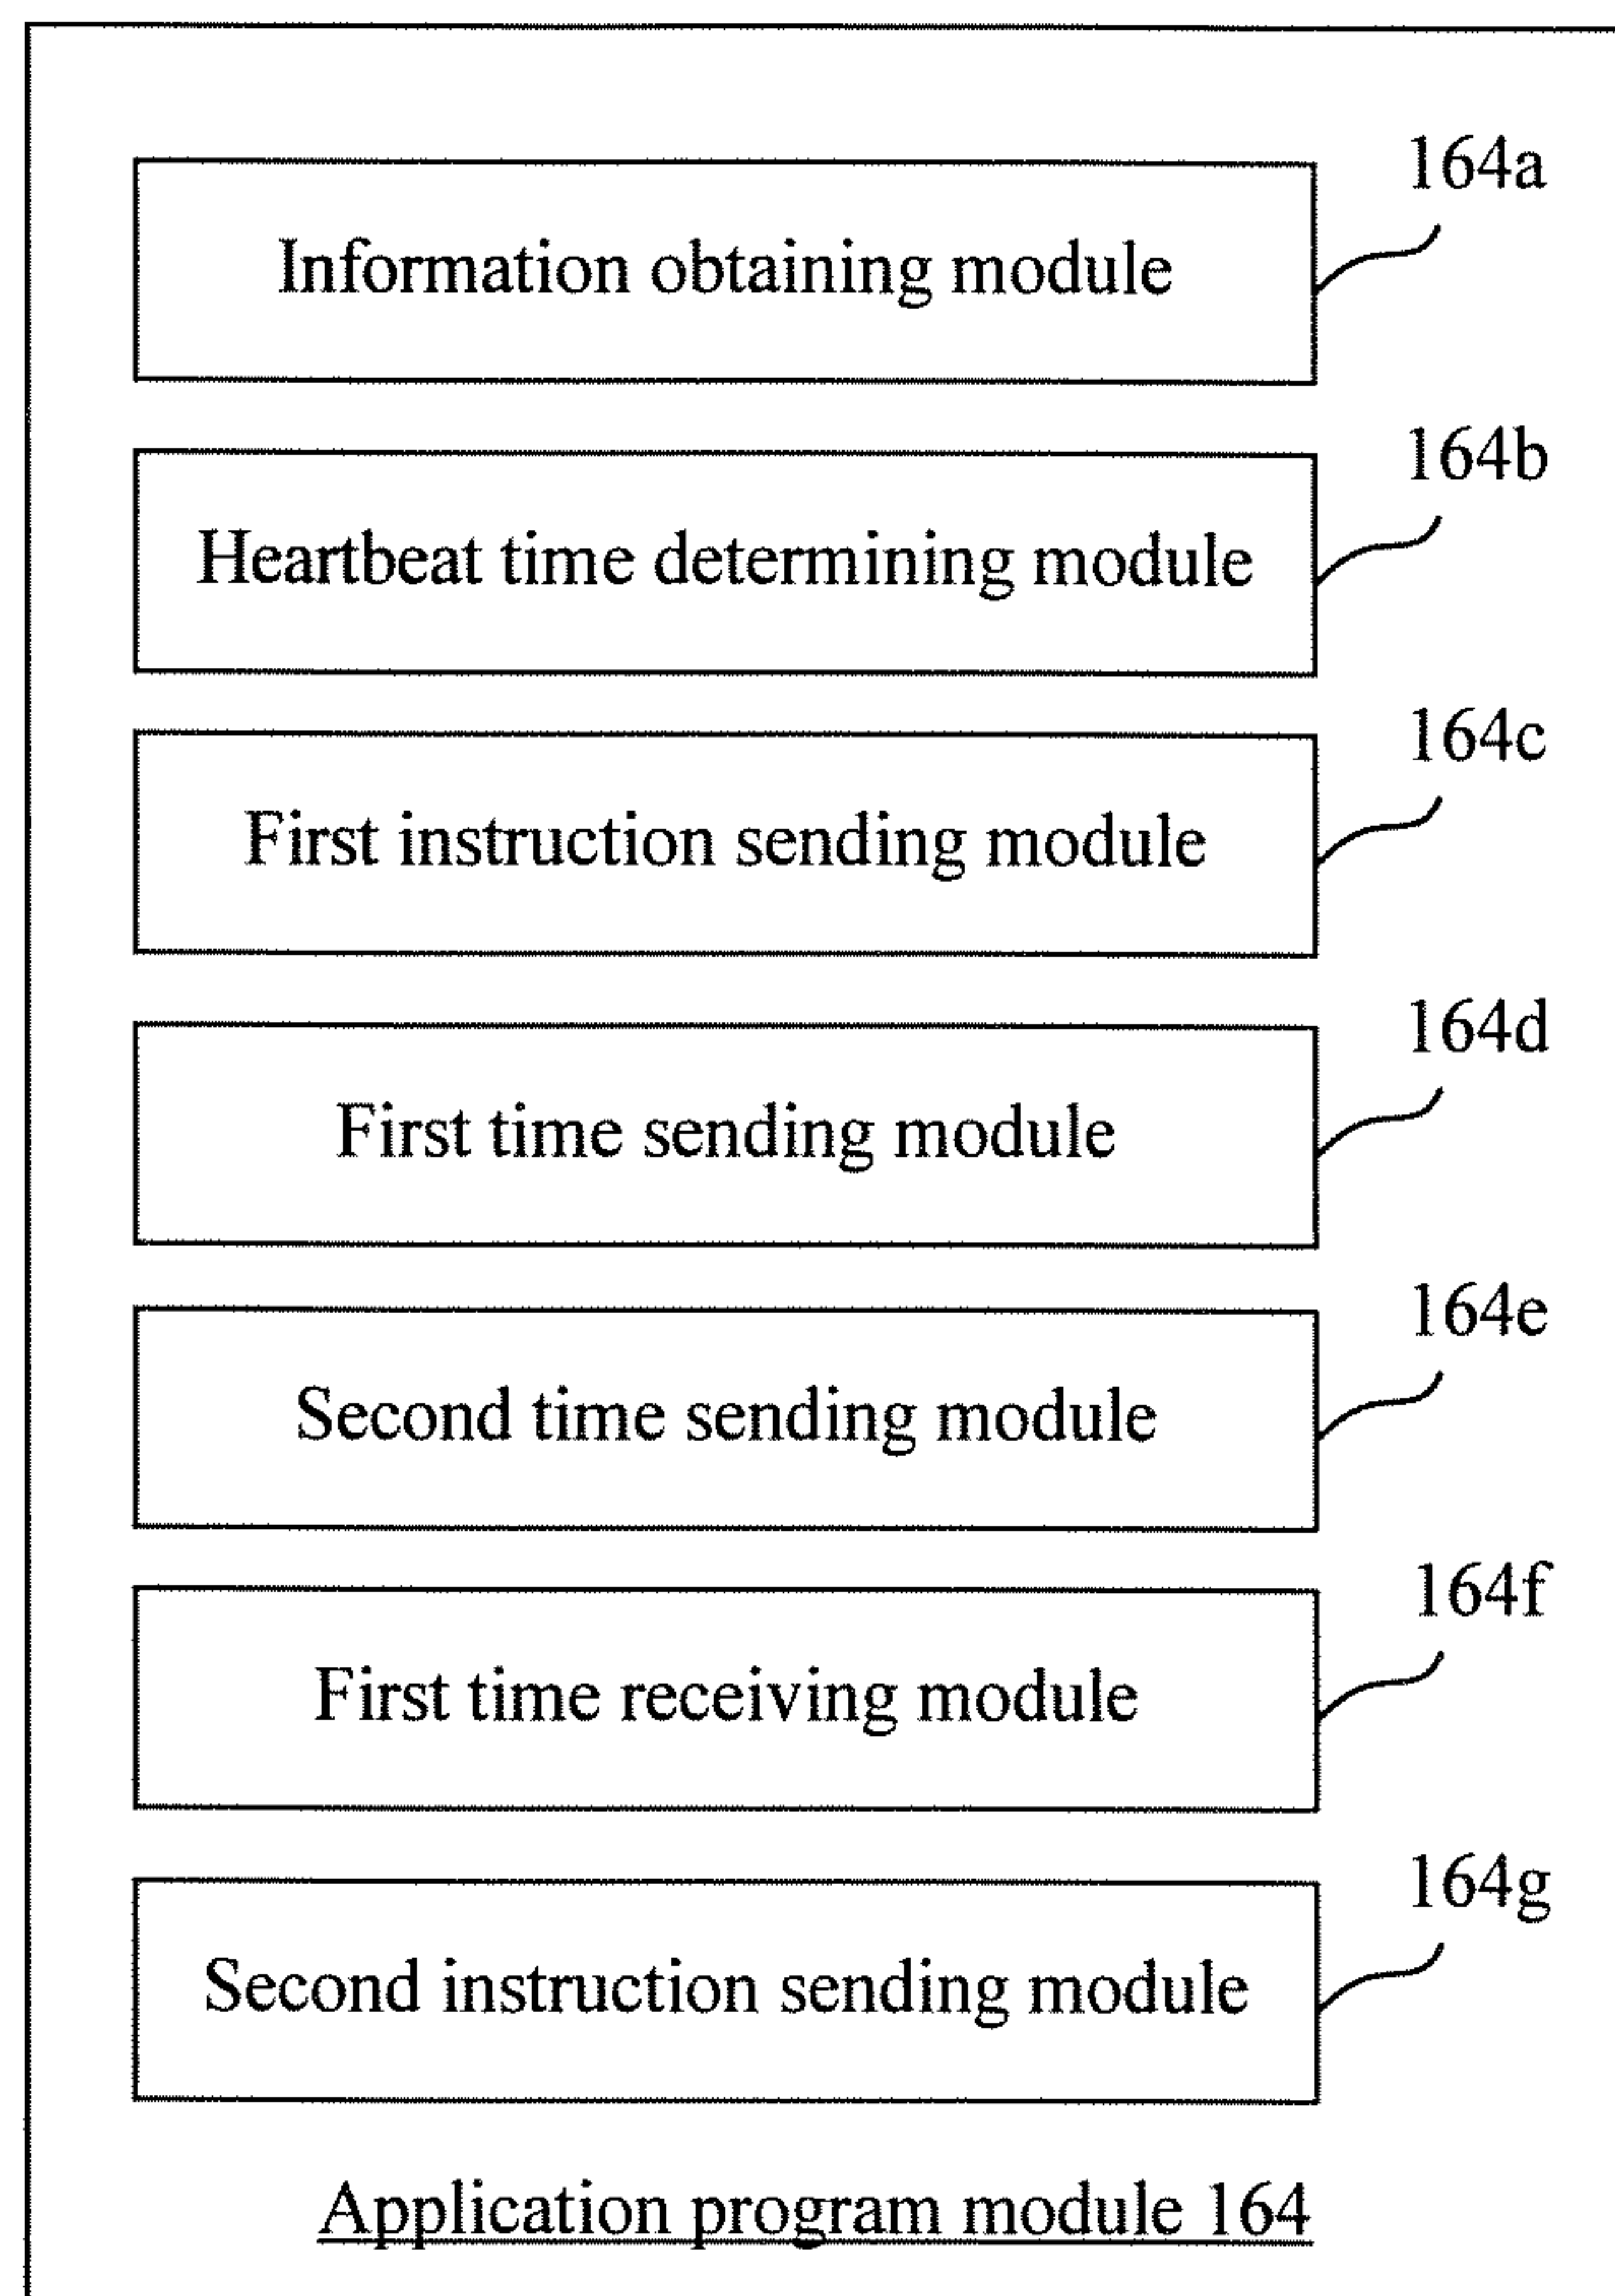 164a
Information obtaining module
164b
Heartbeat time determining module
164c
First instruction sending module
164d
First time sending module
164e
Second time sending module
164f
First time receiving module
164g
Second instruction sending module
Application program module 164